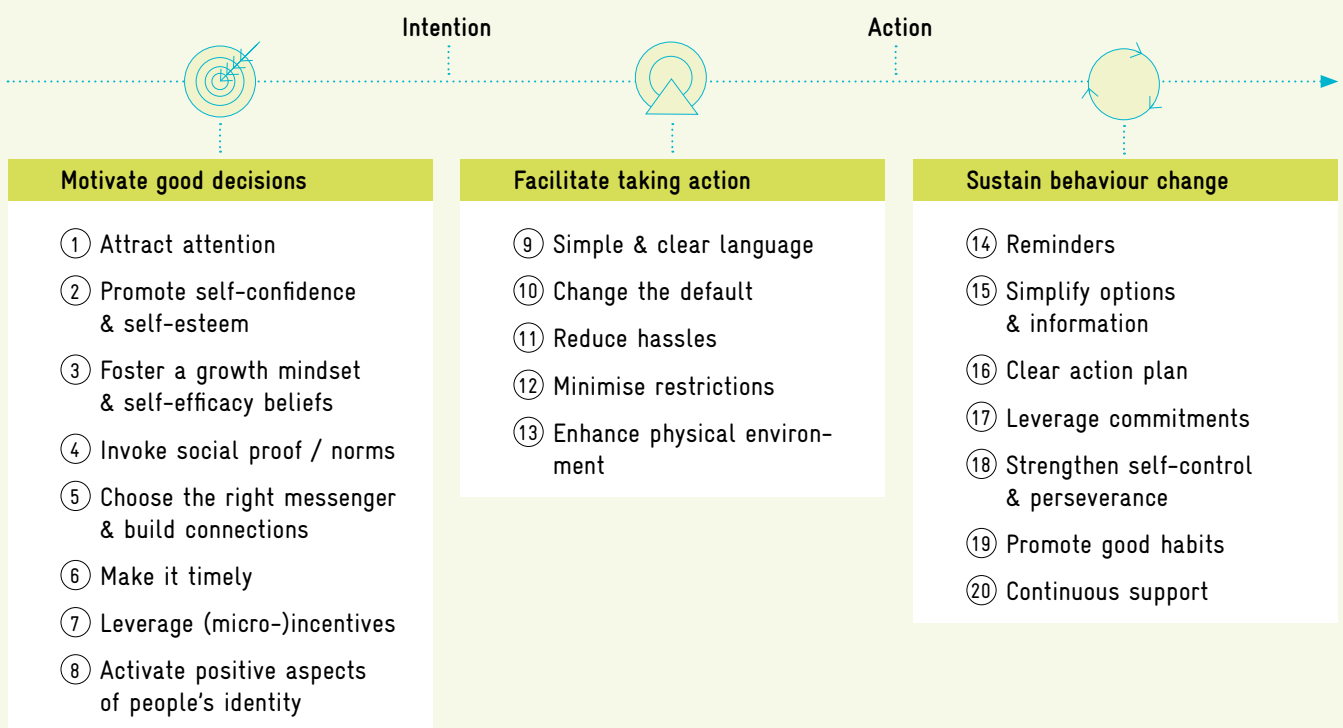 Intention
Action
Motivate good decisions
1 Attract attention
2 Promote self-confidence
& self-esteem
3 Foster a growth mindset
& self-efficacy beliefs
4 Invoke social proof / norms
5 Choose the right messenger
& build connections
6 Make it timely
7 Leverage (micro-)incentives
8 Activate positive aspects
of people's identity
Facilitate taking action
9 Simple & clear language
10 Change the default
11 Reduce hassles
12 Minimise restrictions
13 Enhance physical environ-
ment
Sustain behaviour change
14 Reminders
15 Simplify options
& information
16 Clear action plan
17 Leverage commitments
18 Strengthen self-control
& perseverance
19 Promote good habits
20 Continuous support